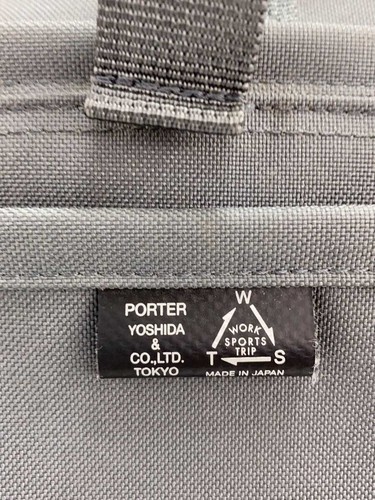 PORTER
YOSHIDA
&
CO.,LTD.
TOKYO
W
WORK
SPORTS
TRIP
T S
MADE IN JAPAN